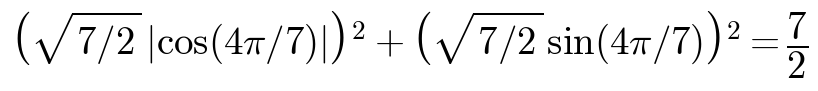 (√7/2 |cos(4π/7)|)² + (√7/2 sin(4π/7))² = 7/2